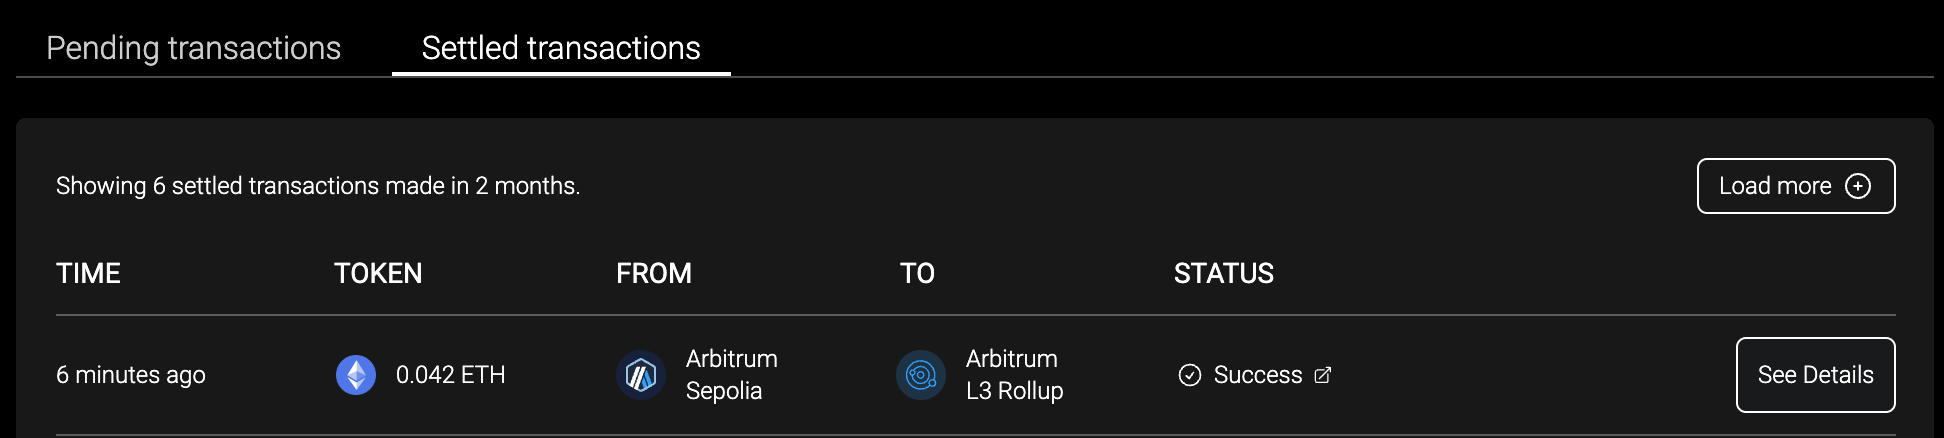 Pending transactions Settled transactions
Showing 6 settled transactions made in 2 months. Load more
TIME TOKEN FROM TO STATUS
6 minutes ago 0.042 ETH Arbitrum Sepolia Arbitrum L3 Rollup Success See Details